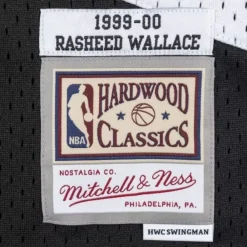 1999-00
RASHEED WALLACE
HARDWOOD
NBA
CLASSICS
NOSTALGIA CO.
Mitchell & Ness
PHILADELPHIA, PA.
HWC SWINGMAN